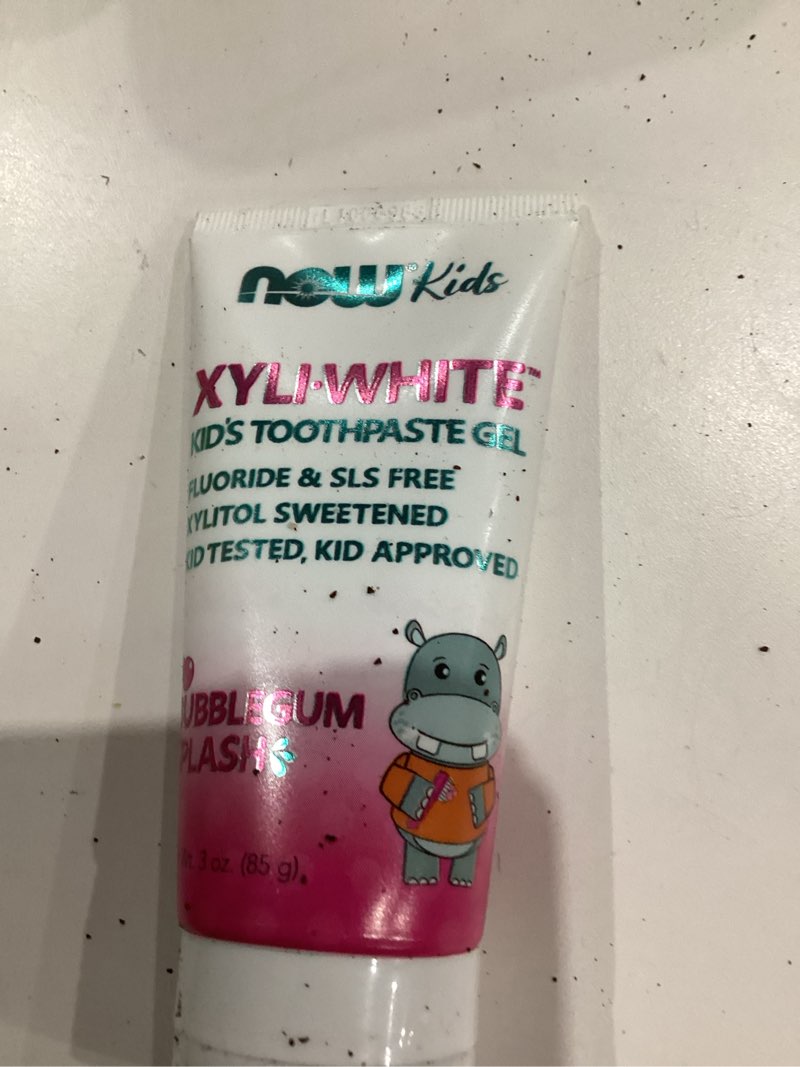 now® Kids
XYLI·WHITE™
KID'S TOOTHPASTE GEL
FLUORIDE & SLS FREE
XYLITOL SWEETENED
KID TESTED, KID APPROVED
UBBLEGUM
PLASH
t. 3 oz. (85 g)